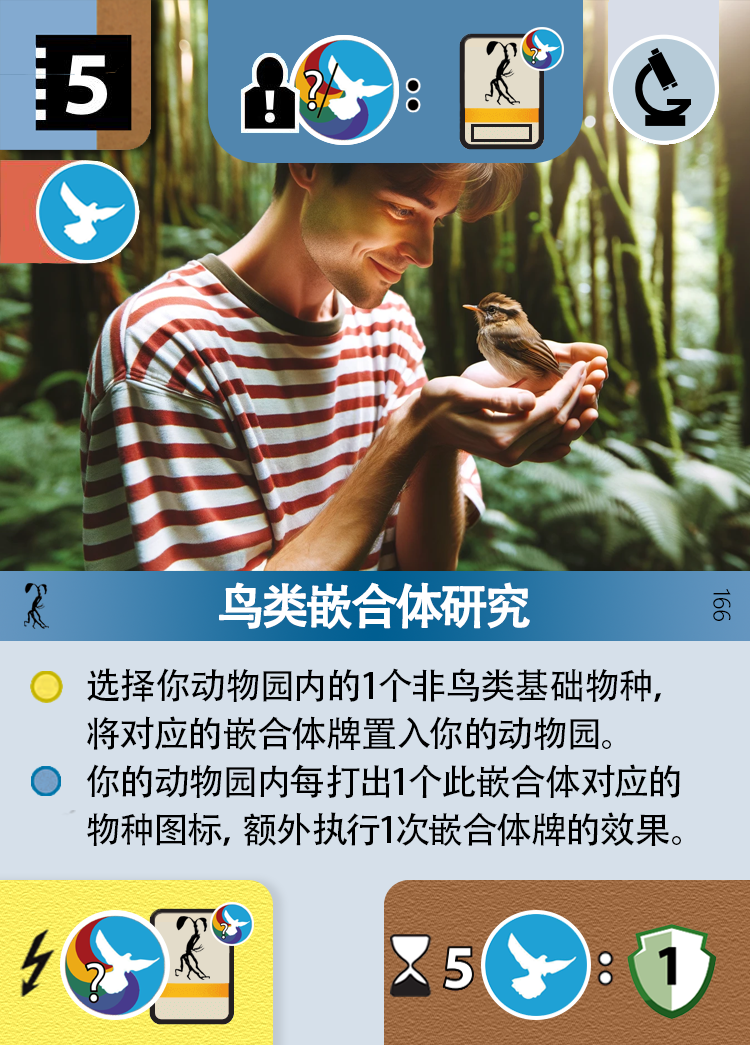 5
?
!
?
鸟类嵌合体研究
166
选择你动物园内的1个非鸟类基础物种,
将对应的嵌合体牌置入你的动物园。
你的动物园内每打出1个此嵌合体对应的
物种图标, 额外执行1次嵌合体牌的效果。
?
?
5
:
1